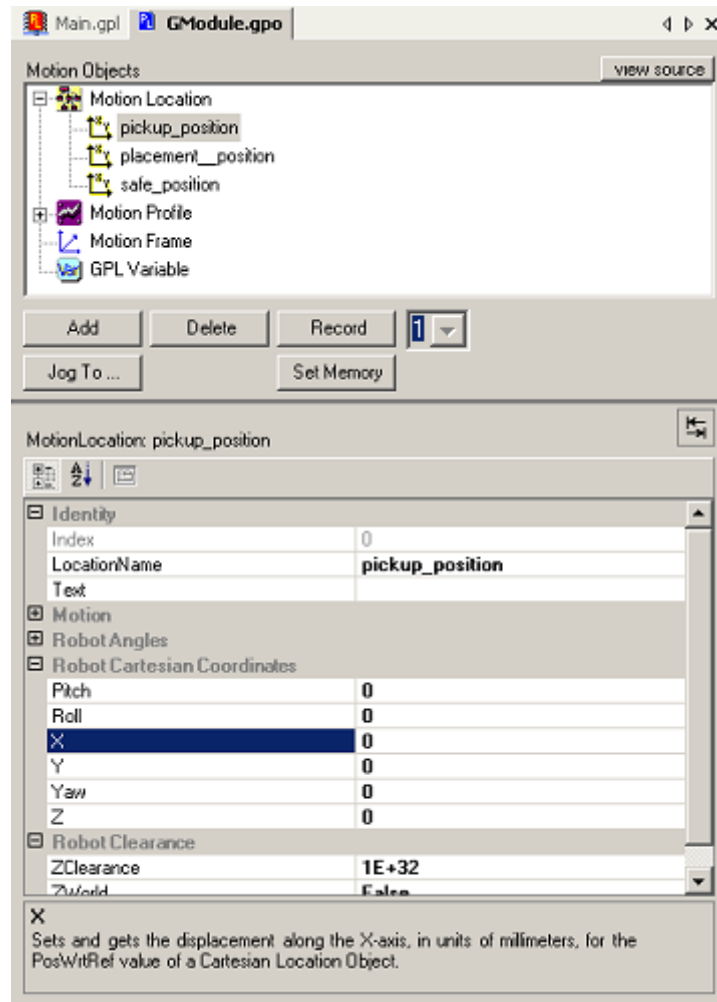 Main.gpl GModule.gpo
Motion Objects view source
Motion Location
pickup_position
placement__position
safe_position
Motion Profile
Motion Frame
GPL Variable
Add Delete Record 1
Jog To ... Set Memory
MotionLocation: pickup_position
Identity
Index 0
LocationName pickup_position
Text
Motion
Robot Angles
Robot Cartesian Coordinates
Pitch 0
Roll 0
X 0
Y 0
Yaw 0
Z 0
Robot Clearance
ZClearance 1E+32
ZWorld False
X
Sets and gets the displacement along the X-axis, in units of milimeters, for the
PosWrtRef value of a Cartesian Location Object.